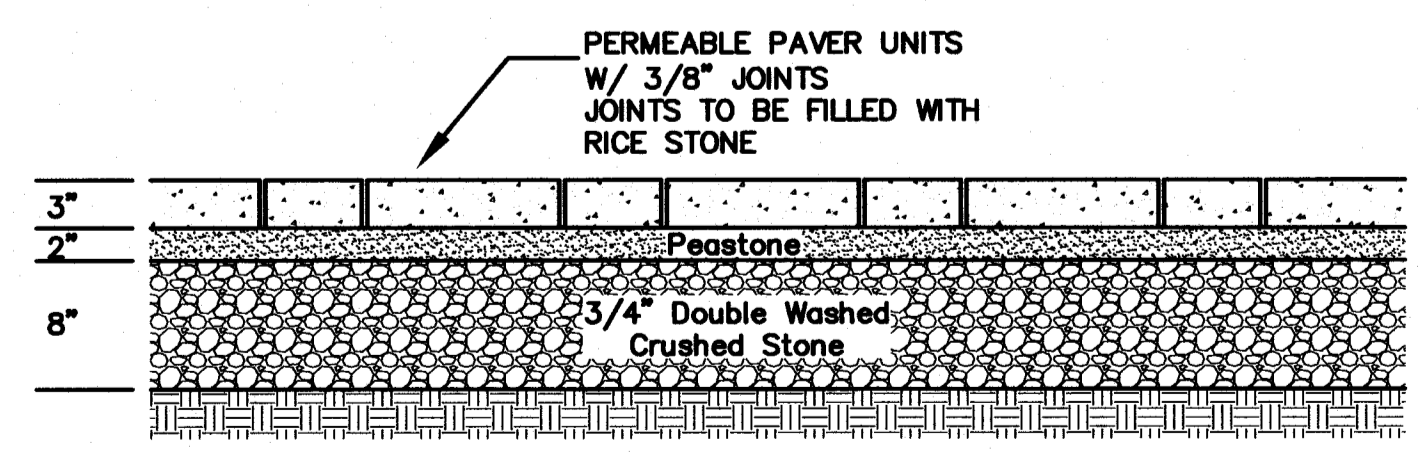 PERMEABLE PAVER UNITS
W/ 3/8" JOINTS
JOINTS TO BE FILLED WITH
RICE STONE
3"
2"
Peastone
8"
3/4" Double Washed
Crushed Stone